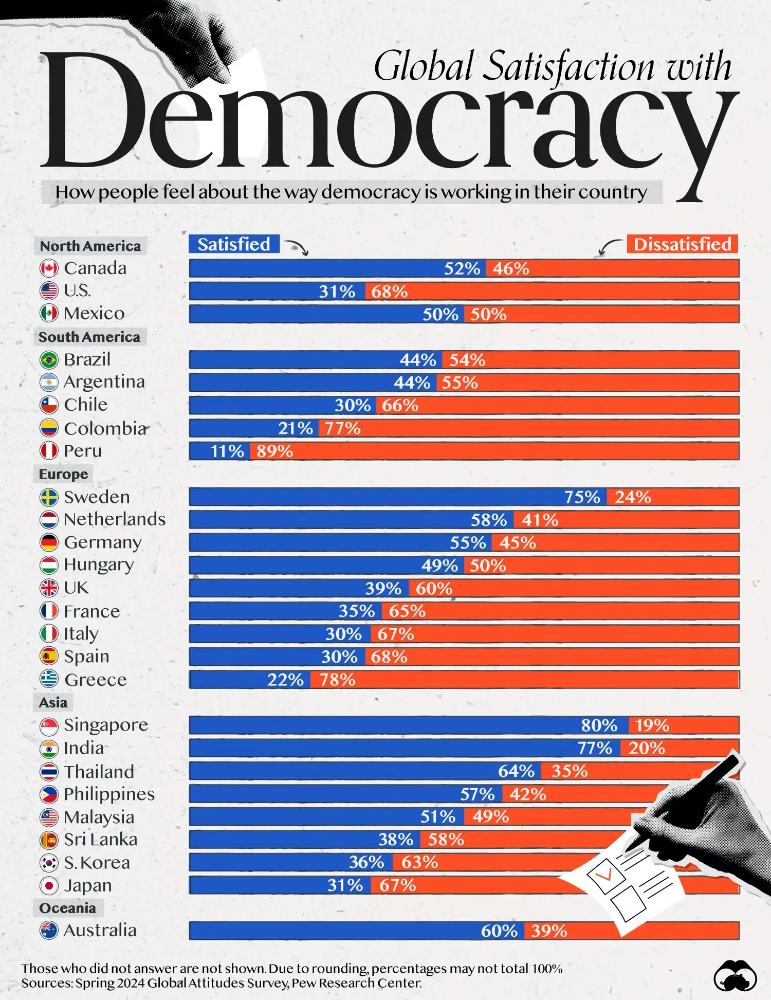 Global Satisfaction with
Democracy
How people feel about the way democracy is working in their country
North America
Satisfied
Dissatisfied
Canada 52% 46%
U.S. 31% 68%
Mexico 50% 50%
South America
Brazil 44% 54%
Argentina 44% 55%
Chile 30% 66%
Colombia 21% 77%
Peru 11% 89%
Europe
Sweden 75% 24%
Netherlands 58% 41%
Germany 55% 45%
Hungary 49% 50%
UK 39% 60%
France 35% 65%
Italy 30% 67%
Spain 30% 68%
Greece 22% 78%
Asia
Singapore 80% 19%
India 77% 20%
Thailand 64% 35%
Philippines 57% 42%
Malaysia 51% 49%
Sri Lanka 38% 58%
S. Korea 36% 63%
Japan 31% 67%
Oceania
Australia 60% 39%
Those who did not answer are not shown. Due to rounding, percentages may not total 100%
Sources: Spring 2024 Global Attitudes Survey, Pew Research Center.